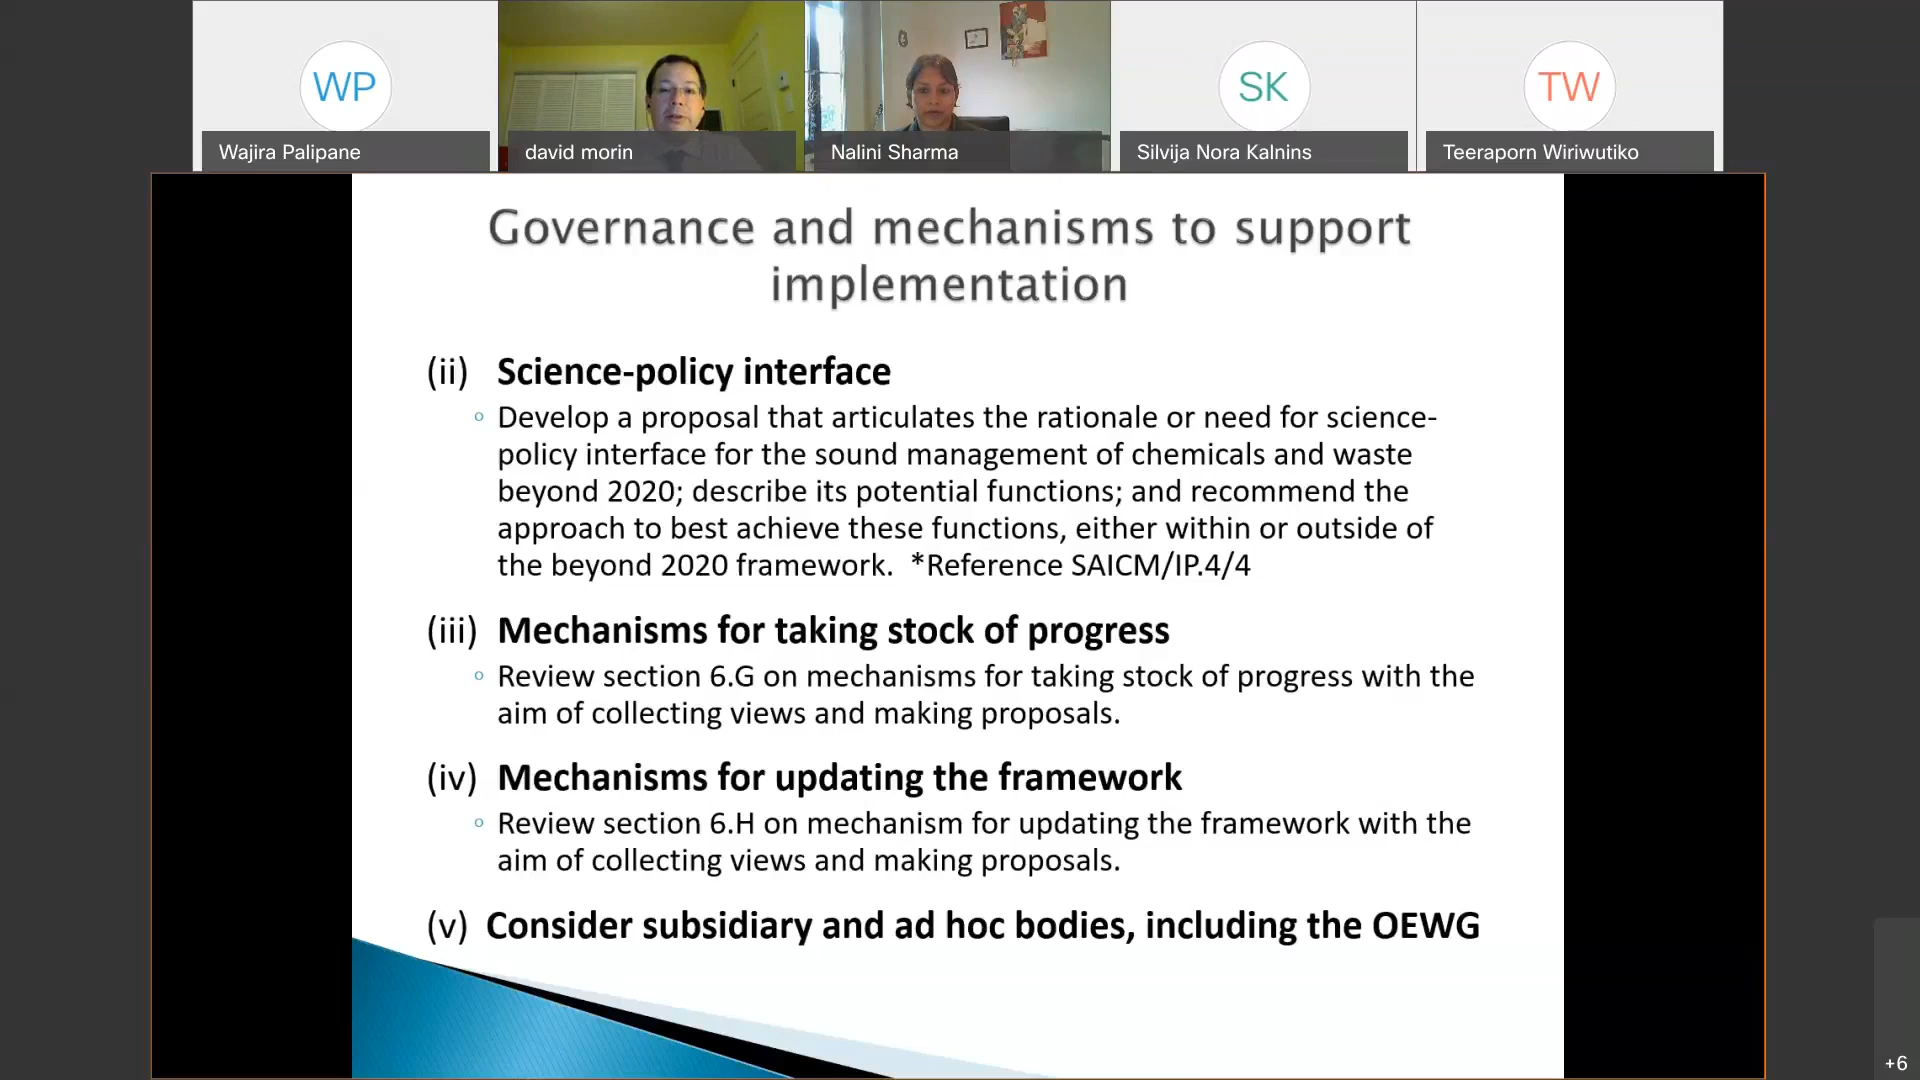 WP
SK
TW
Wajira Palipane
david morin
Nalini Sharma
Silvija Nora Kalnins
Teeraporn Wiriwutiko
Governance and mechanisms to support
implementation
(ii) Science-policy interface
Develop a proposal that articulates the rationale or need for science-
policy interface for the sound management of chemicals and waste
beyond 2020; describe its potential functions; and recommend the
approach to best achieve these functions, either within or outside of
the beyond 2020 framework. *Reference SAICM/IP.4/4
(iii) Mechanisms for taking stock of progress
Review section 6.G on mechanisms for taking stock of progress with the
aim of collecting views and making proposals.
(iv) Mechanisms for updating the framework
Review section 6.H on mechanism for updating the framework with the
aim of collecting views and making proposals.
(v) Consider subsidiary and ad hoc bodies, including the OEWG
+6